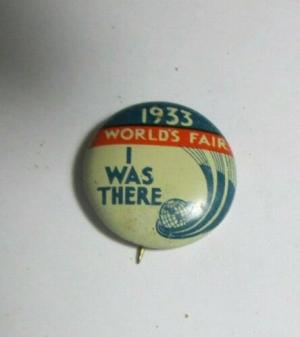 1933
WORLD'S FAIR
I
WAS
THERE